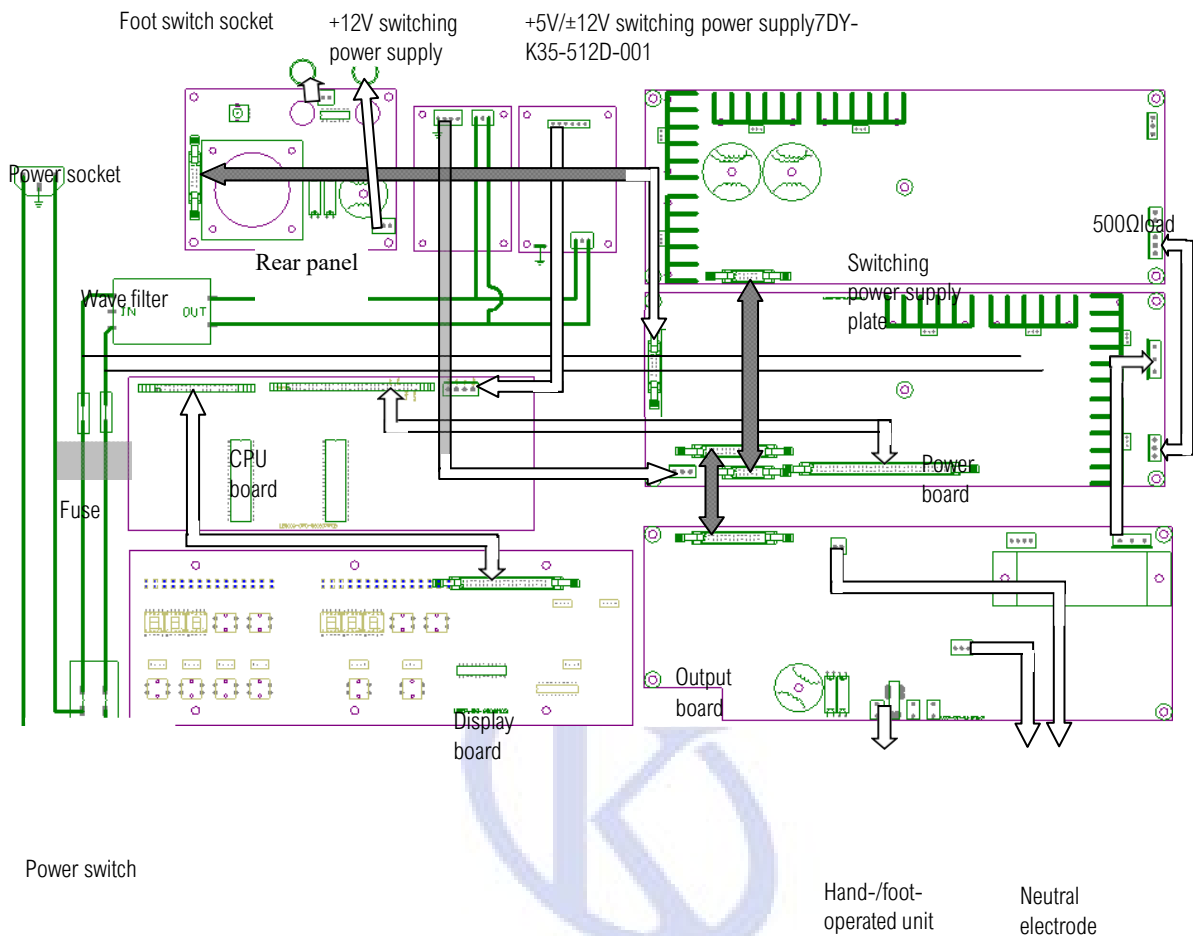 Foot switch socket
+12V switching
power supply
+5V/±12V switching power supply7DY-
K35-512D-001
Power socket
500Ωload
Rear panel
Switching
power supply
plate
Wave filter
IN
OUT
CPU
board
Power
board
Fuse
Output
board
Display
board
Power switch
Hand-/foot-
operated unit
Neutral
electrode